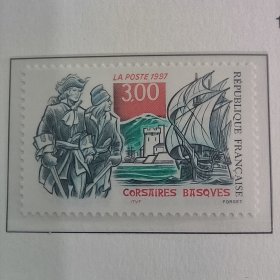 LA POSTE 1997
3,00
RÉPUBLIQUE FRANÇAISE
CORSAIRES BASQUES
ITVF
FORGET